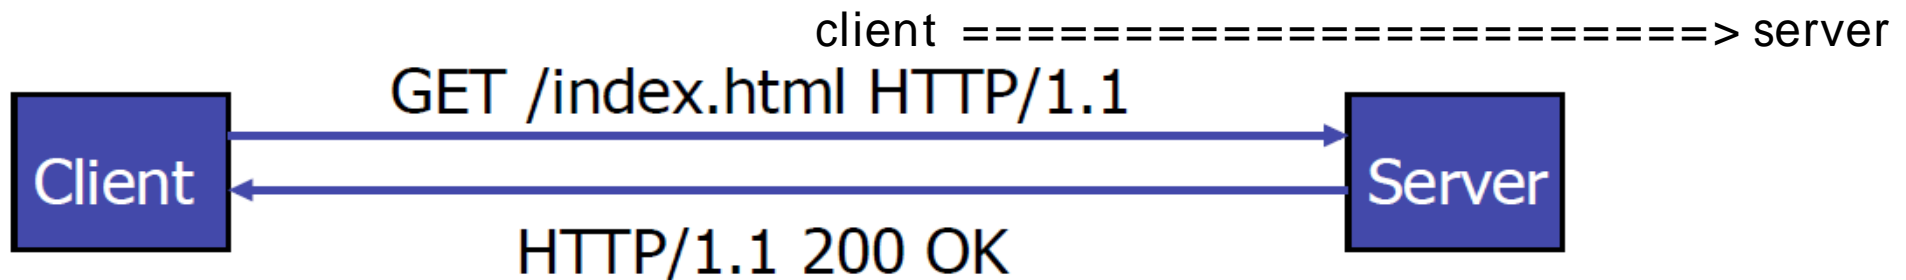 client =======================> server
GET /index.html HTTP/1.1
Client
Server
HTTP/1.1 200 OK